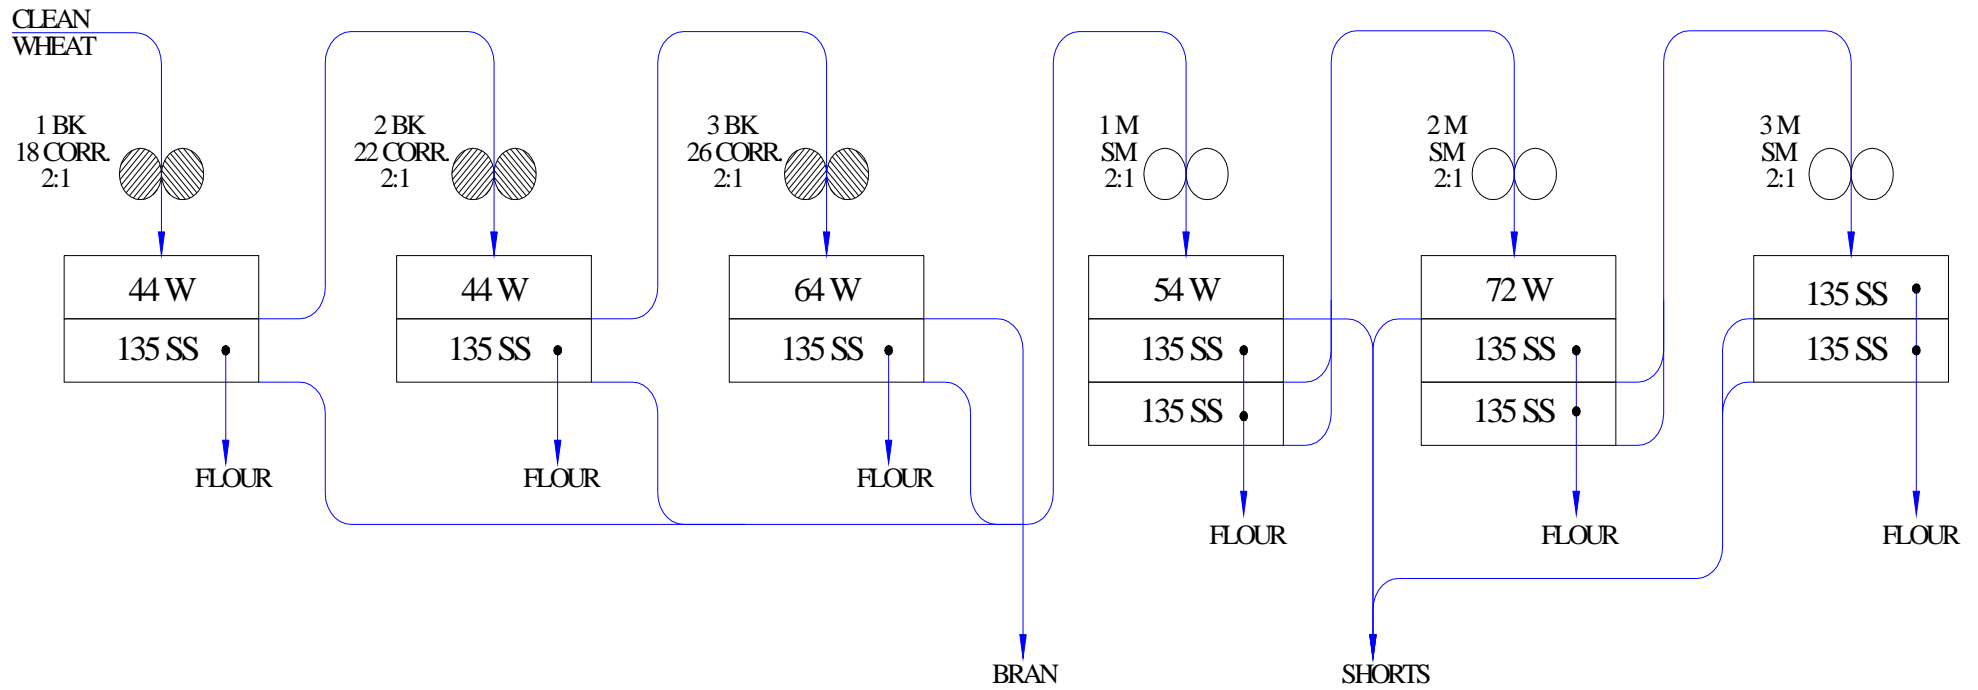 CLEAN
WHEAT
1 BK
18 CORR.
2:1
2 BK
22 CORR.
2:1
3 BK
26 CORR.
2:1
1 M
SM
2:1
2 M
SM
2:1
3 M
SM
2:1
44 W
135 SS
FLOUR
44 W
135 SS
FLOUR
64 W
135 SS
FLOUR
54 W
135 SS
135 SS
FLOUR
72 W
135 SS
135 SS
FLOUR
135 SS
135 SS
FLOUR
BRAN
SHORTS